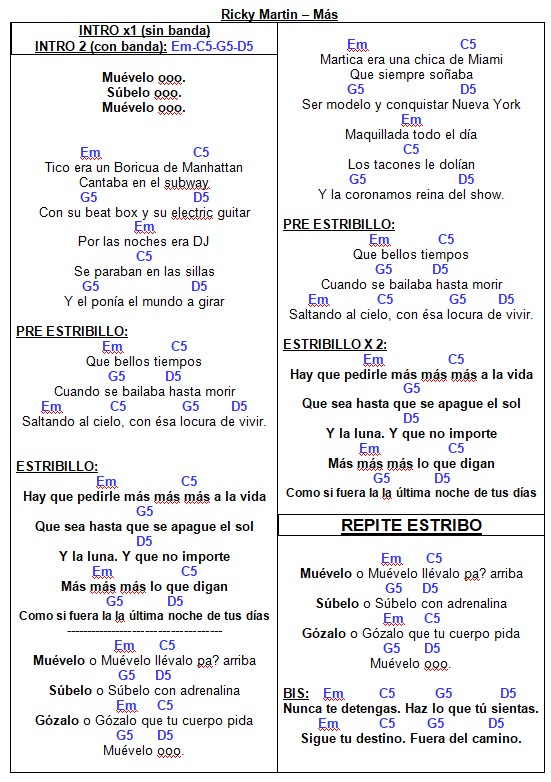 Ricky Martin – Más
INTRO x1 (sin banda)
INTRO 2 (con banda): Em-C5-G5-D5
Muévelo ooo.
Súbelo ooo.
Muévelo ooo.
Em C5
Tico era un Boricua de Manhattan
Cantaba en el subway.
G5 D5
Con su beat box y su electric guitar
Em
Por las noches era DJ
C5
Se paraban en las sillas
G5 D5
Y el ponía el mundo a girar
PRE ESTRIBILLO:
Em C5
Que bellos tiempos
G5 D5
Cuando se bailaba hasta morir
Em C5 G5 D5
Saltando al cielo, con ésa locura de vivir.
ESTRIBILLO:
Em C5
Hay que pedirle más más más a la vida
G5
Que sea hasta que se apague el sol
D5
Y la luna. Y que no importe
Em C5
Más más más lo que digan
G5 D5
Como si fuera la la última noche de tus días
------------------------------------
Em C5
Muévelo o Muévelo llévalo pa? arriba
G5 D5
Súbelo o Súbelo con adrenalina
Em C5
Gózalo o Gózalo que tu cuerpo pida
G5 D5
Muévelo ooo.
Em C5
Martica era una chica de Miami
Que siempre soñaba
G5 D5
Ser modelo y conquistar Nueva York
Em
Maquillada todo el día
C5
Los tacones le dolían
G5 D5
Y la coronamos reina del show.
PRE ESTRIBILLO:
Em C5
Que bellos tiempos
G5 D5
Cuando se bailaba hasta morir
Em C5 G5 D5
Saltando al cielo, con ésa locura de vivir.
ESTRIBILLO X 2:
Em C5
Hay que pedirle más más más a la vida
G5
Que sea hasta que se apague el sol
D5
Y la luna. Y que no importe
Em C5
Más más más lo que digan
G5 D5
Como si fuera la la última noche de tus días
REPITE ESTRIBO
Em C5
Muévelo o Muévelo llévalo pa? arriba
G5 D5
Súbelo o Súbelo con adrenalina
Em C5
Gózalo o Gózalo que tu cuerpo pida
G5 D5
Muévelo ooo.
BIS: Em C5 G5 D5
Nunca te detengas. Haz lo que tú sientas.
Em C5 G5 D5
Sigue tu destino. Fuera del camino.